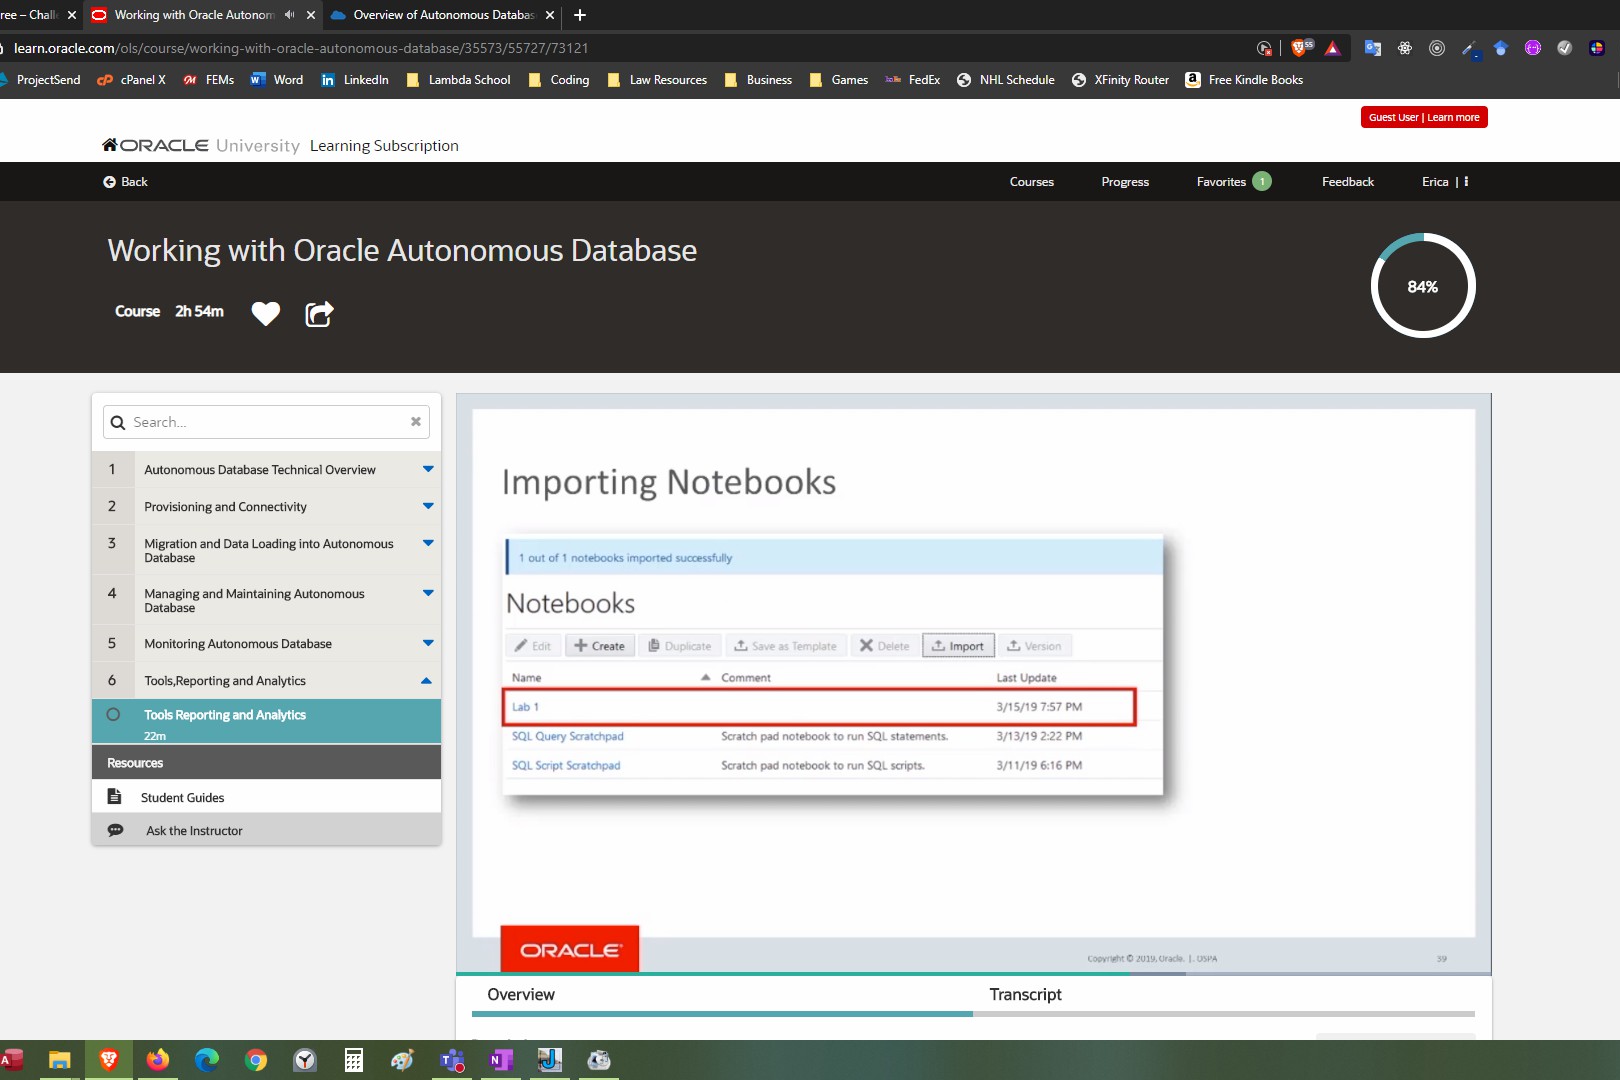 ree – Chall
Working with Oracle Autonom
Overview of Autonomous Databas
learn.oracle.com/ols/course/working-with-oracle-autonomous-database/35573/55727/73121
55
ProjectSend
cPanel X
FEMs
Word
LinkedIn
Lambda School
Coding
Law Resources
Business
Games
FedEx
NHL Schedule
XFinity Router
Free Kindle Books
Guest User | Learn more
ORACLE University Learning Subscription
Back
Courses
Progress
Favorites 1
Feedback
Erica |
Working with Oracle Autonomous Database
Course 2h 54m
84%
Search...
1 Autonomous Database Technical Overview
2 Provisioning and Connectivity
3 Migration and Data Loading into Autonomous
Database
4 Managing and Maintaining Autonomous
Database
5 Monitoring Autonomous Database
6 Tools,Reporting and Analytics
Tools Reporting and Analytics
22m
Resources
Student Guides
Ask the Instructor
Importing Notebooks
1 out of 1 notebooks imported successfully
Notebooks
Edit Create Duplicate Save as Template Delete Import Version
Name Comment Last Update
Lab 1 3/15/19 7:57 PM
SQL Query Scratchpad Scratch pad notebook to run SQL statements. 3/13/19 2:22 PM
SQL Script Scratchpad Scratch pad notebook to run SQL scripts. 3/11/19 6:16 PM
ORACLE
Copyright © 2019, Oracle. |. OSPA
39
Overview
Transcript